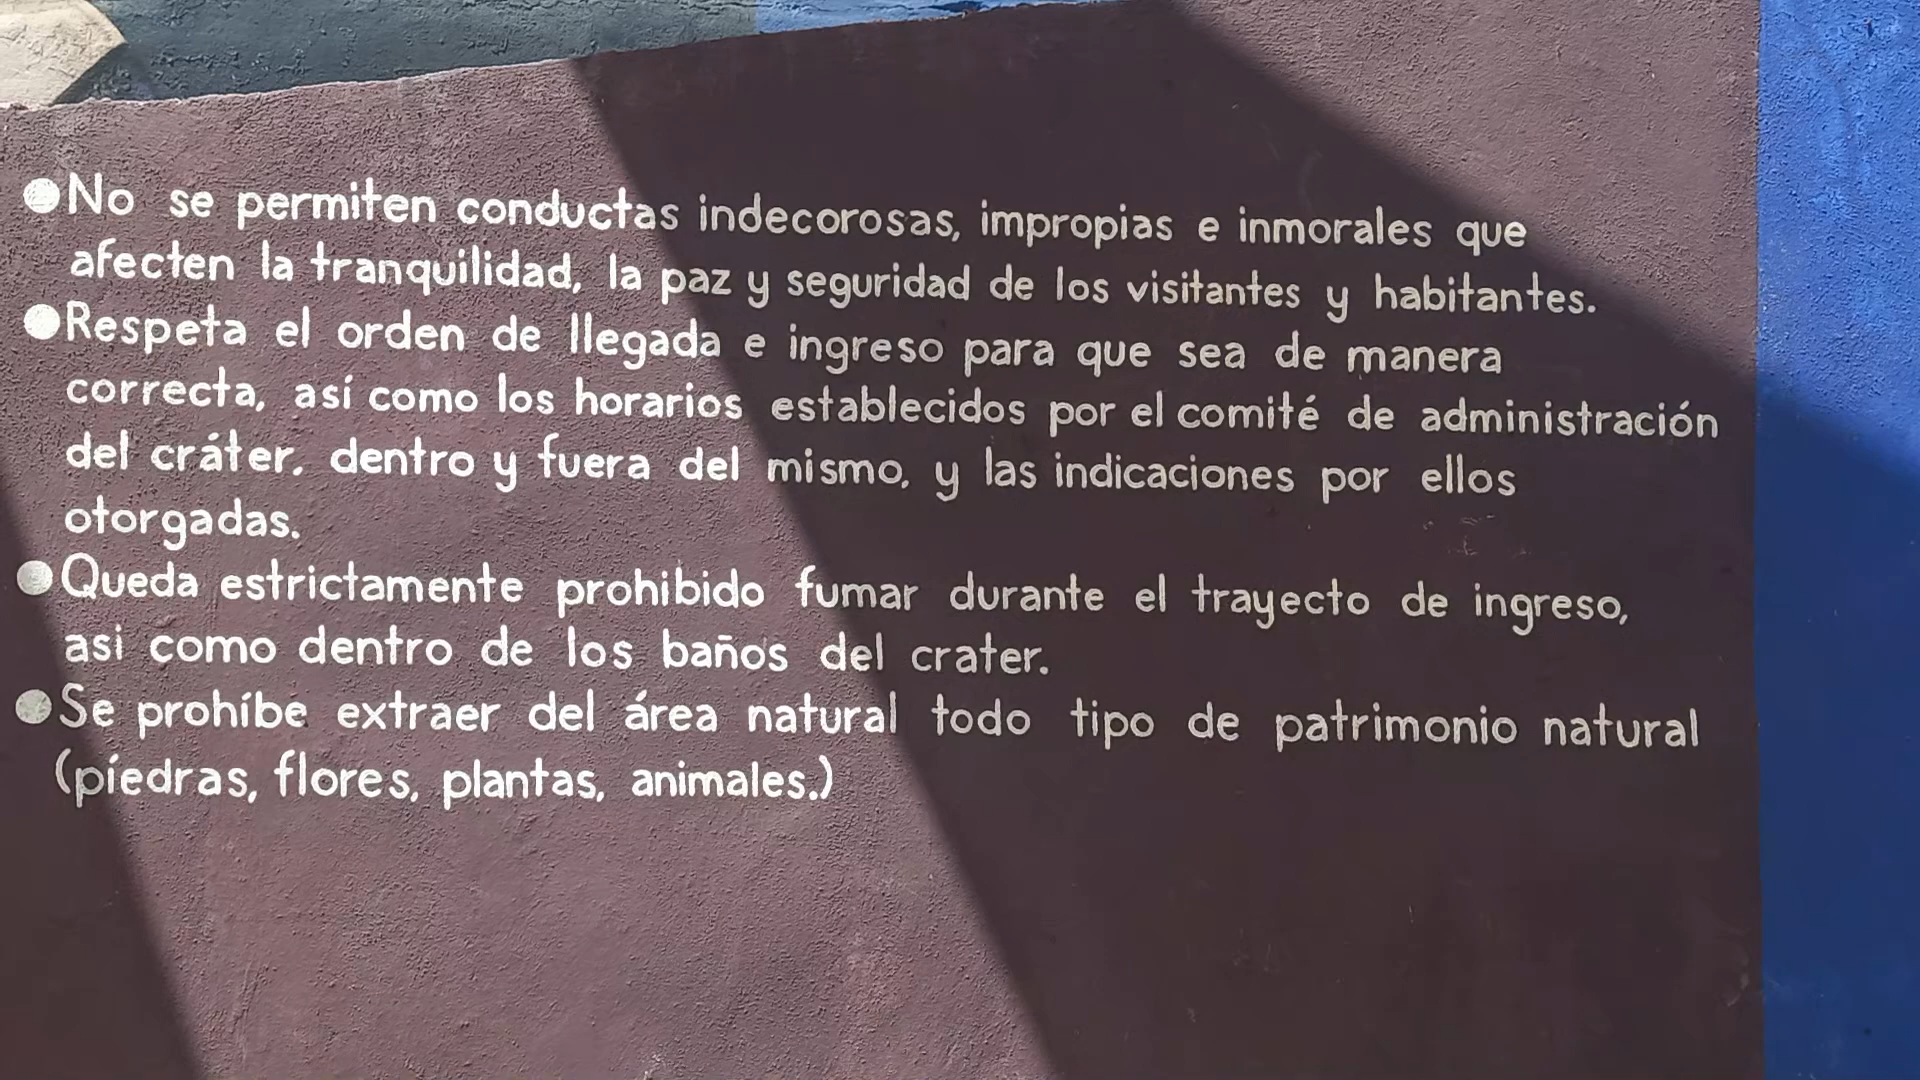 ●No se permiten conductas indecorosas, impropias e inmorales que
afecten la tranquilidad, la paz y seguridad de los visitantes y habitantes.
●Respeta el orden de llegada e ingreso para que sea de manera
correcta, así como los horarios establecidos por el comité de administración
del cráter. dentro y fuera del mismo, y las indicaciones por ellos
otorgadas.
●Queda estrictamente prohibido fumar durante el trayecto de ingreso,
asi como dentro de los baños del crater.
●Se prohíbe extraer del área natural todo tipo de patrimonio natural
(píedras, flores, plantas, animales.)